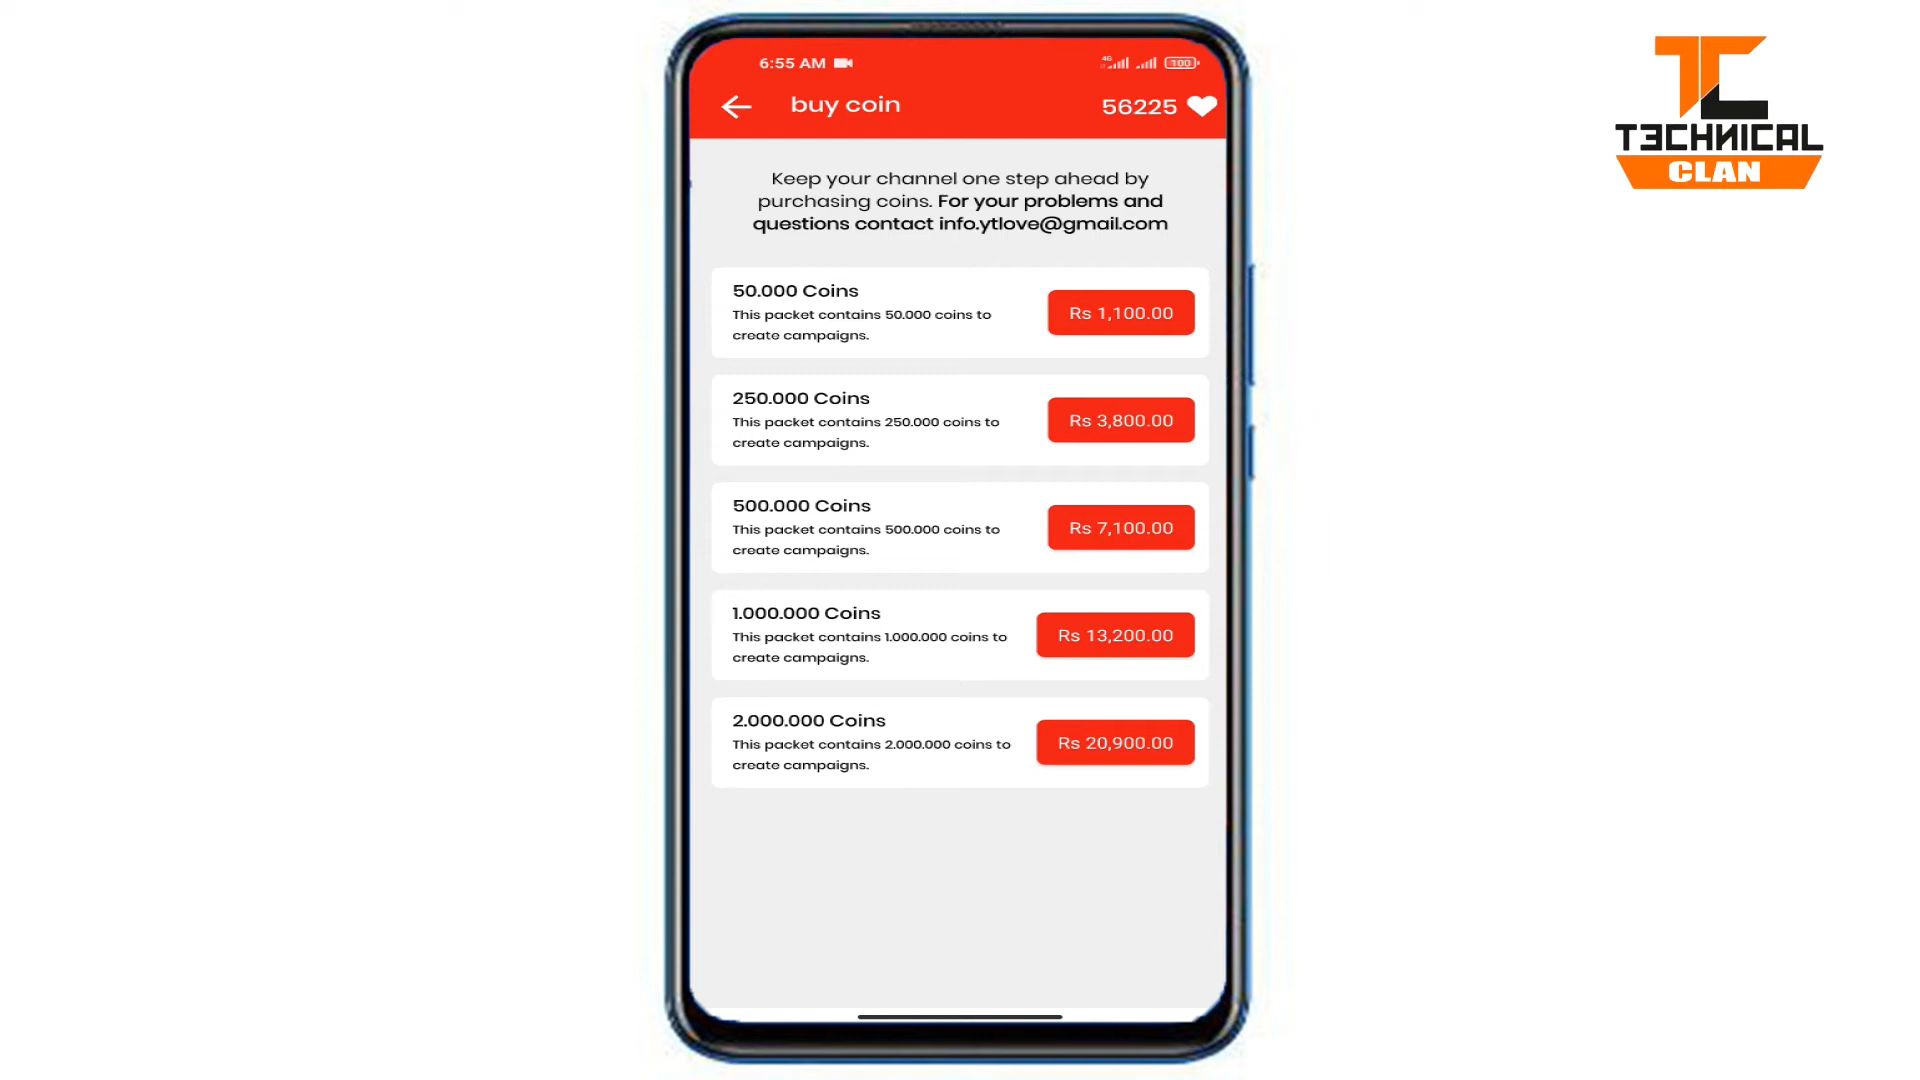 6:55 AM
4G
100
buy coin
56225
Keep your channel one step ahead by
purchasing coins. For your problems and
questions contact info.ytlove@gmail.com
50.000 Coins
This packet contains 50.000 coins to
create campaigns.
Rs 1,100.00
250.000 Coins
This packet contains 250.000 coins to
create campaigns.
Rs 3,800.00
500.000 Coins
This packet contains 500.000 coins to
create campaigns.
Rs 7,100.00
1.000.000 Coins
This packet contains 1.000.000 coins to
create campaigns.
Rs 13,200.00
2.000.000 Coins
This packet contains 2.000.000 coins to
create campaigns.
Rs 20,900.00
TC
TECHNICAL
CLAN